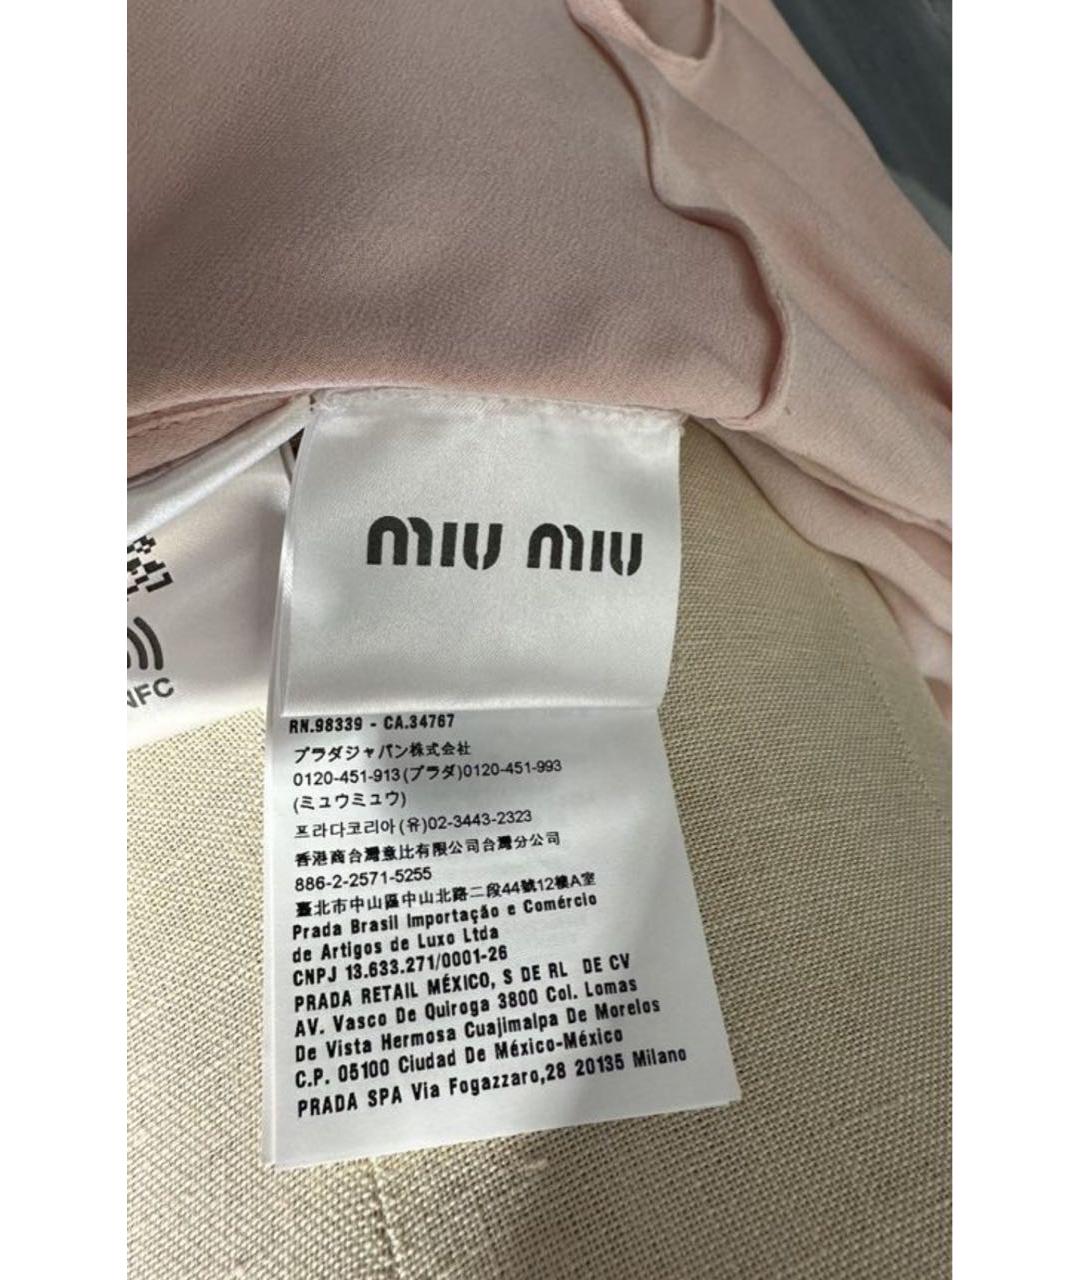 miu miu
NFC
RN.98339 - CA.34767
プラダジャパン株式会社
0120-451-913(プラダ)0120-451-993
(ミュウミュウ)
프라다코리아(유)02-3443-2323
香港商台灣意比有限公司台灣分公司
886-2-2571-5255
臺北市中山區中山北路二段44號12樓A室
Prada Brasil Importação e Comércio
de Artigos de Luxo Ltda
CNPJ 13.633.271/0001-26
PRADA RETAIL MÉXICO, S DE RL DE CV
AV. Vasco De Quiroga 3800 Col. Lomas
De Vista Hermosa Cuajimalpa De Morelos
C.P. 05100 Ciudad De México-México
PRADA SPA Via Fogazzaro,28 20135 Milano